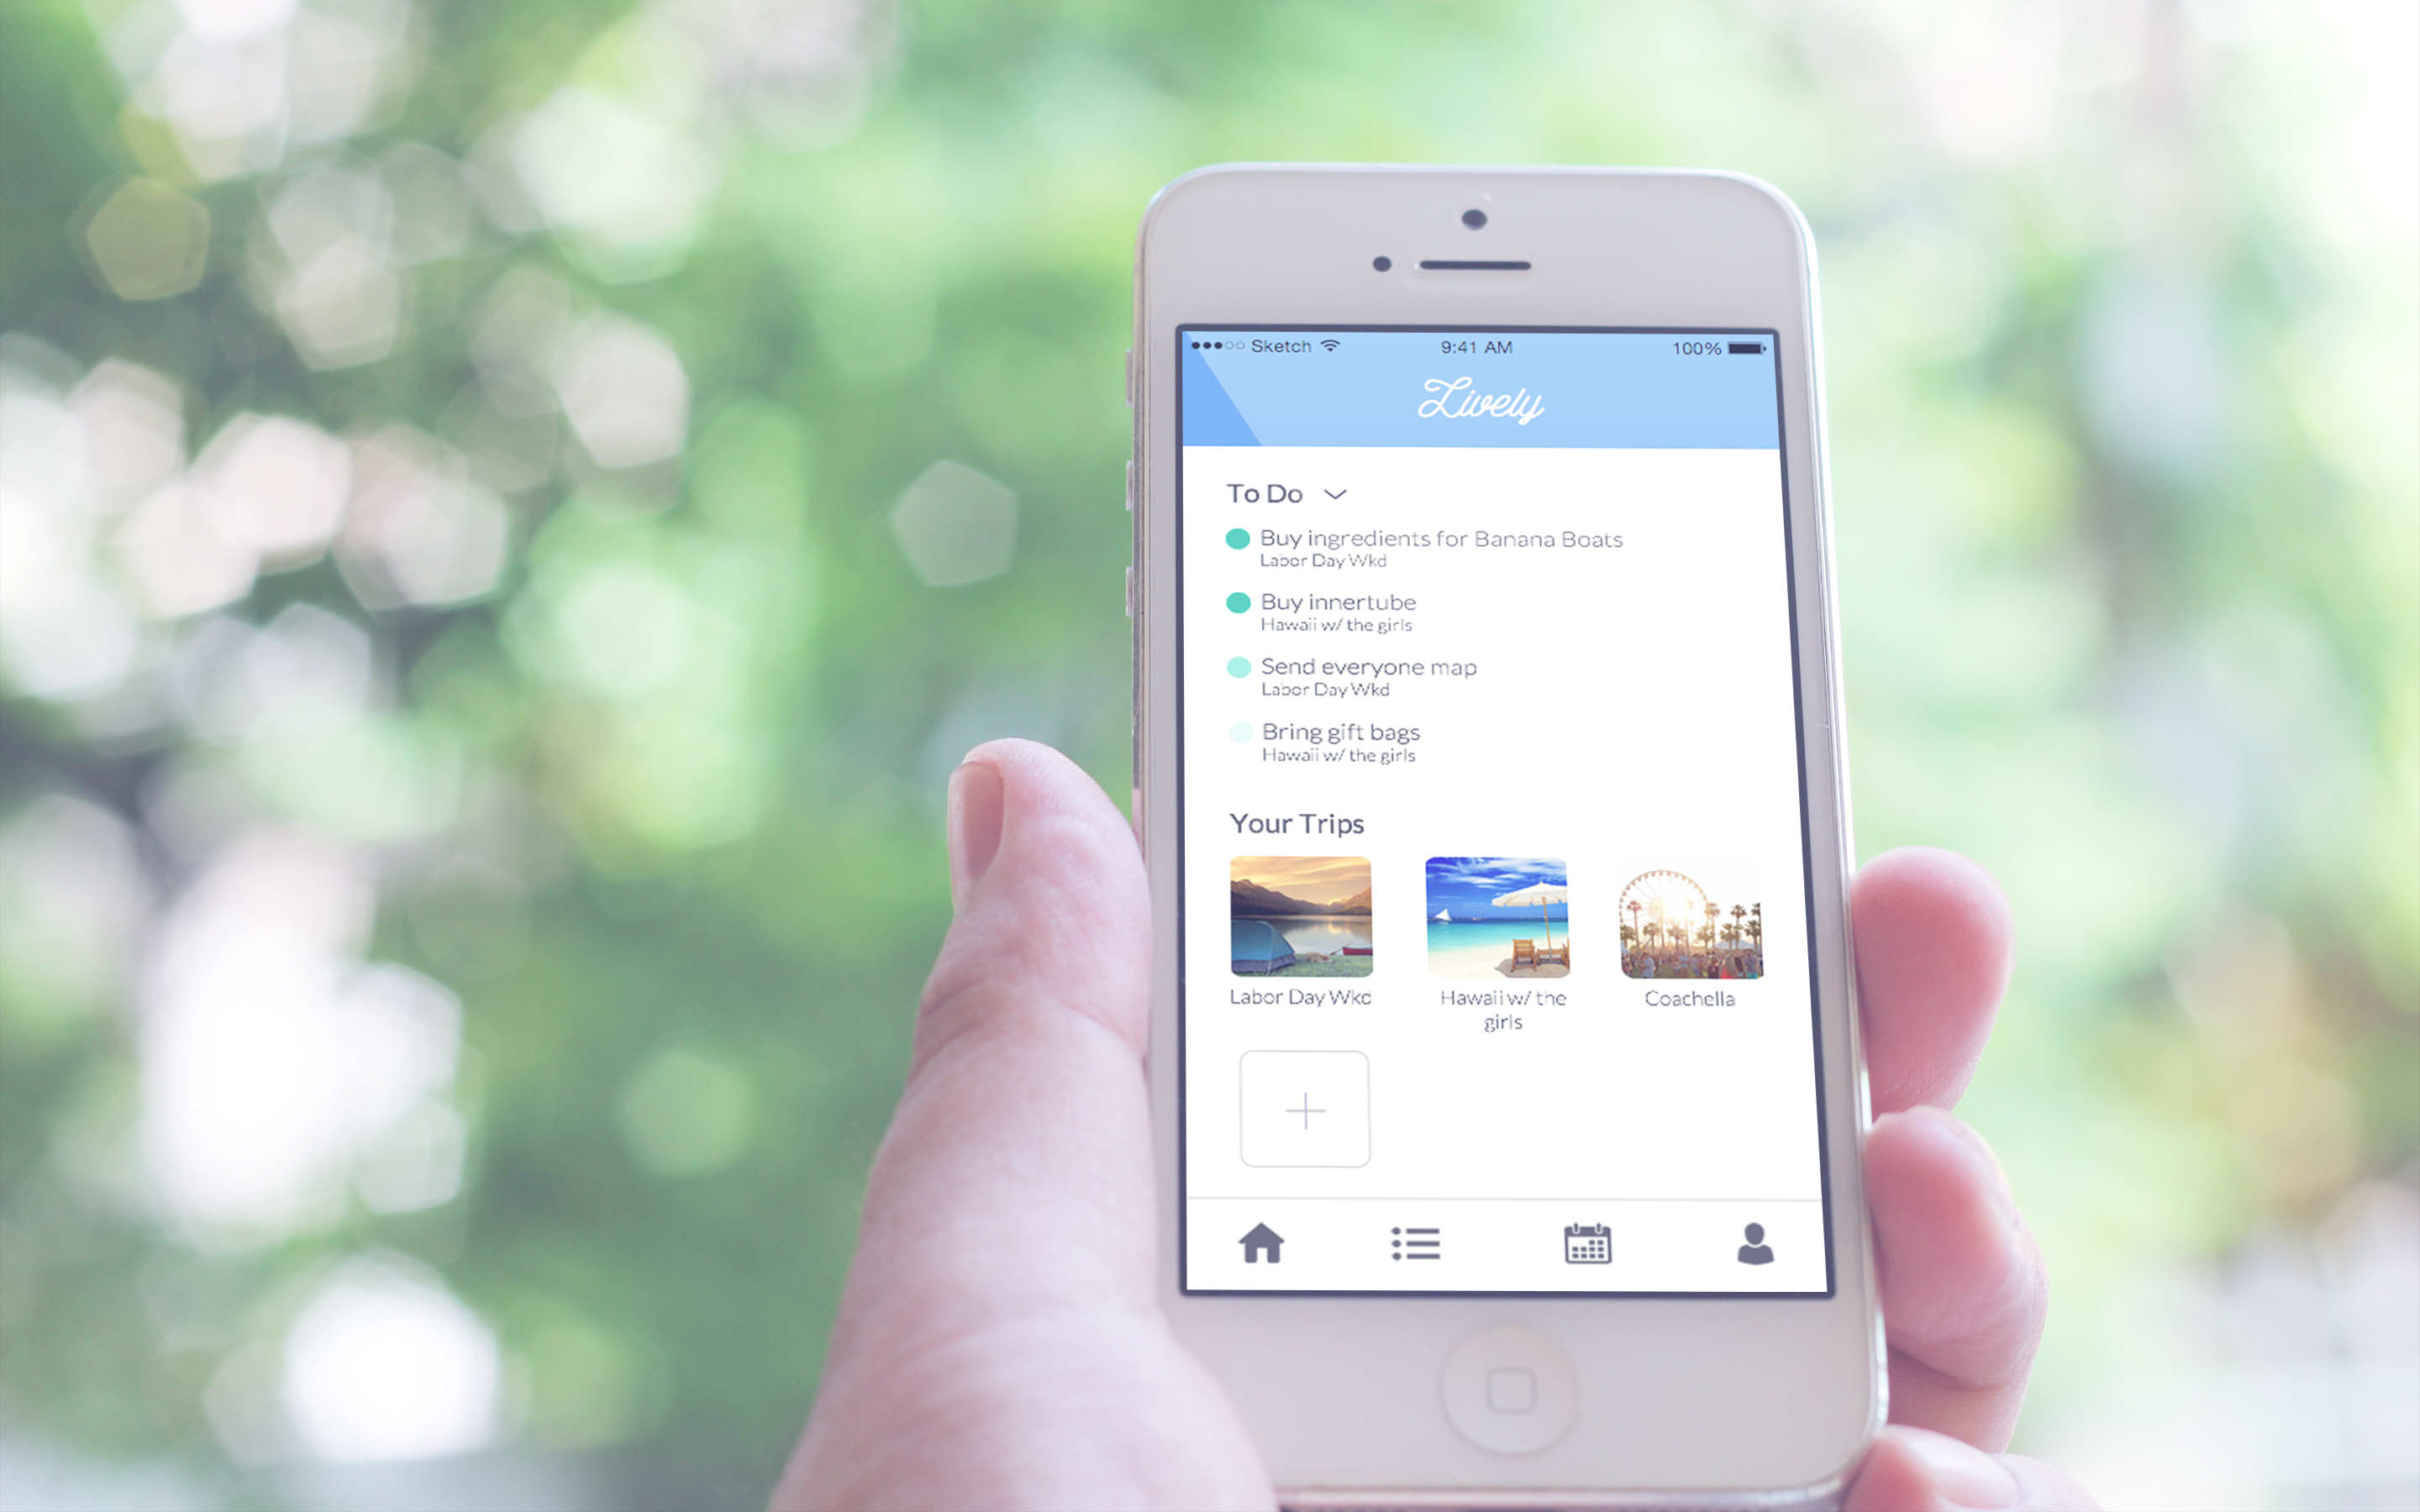 Sketch 9:41 AM 100%
Lively
To Do
Buy ingredients for Banana Boats
Labor Day Wkd
Buy innertube
Hawaii w/ the girls
Send everyone map
Labor Day Wkd
Bring gift bags
Hawaii w/ the girls
Your Trips
Labor Day Wkd
Hawaii w/ the
girls
Coachella